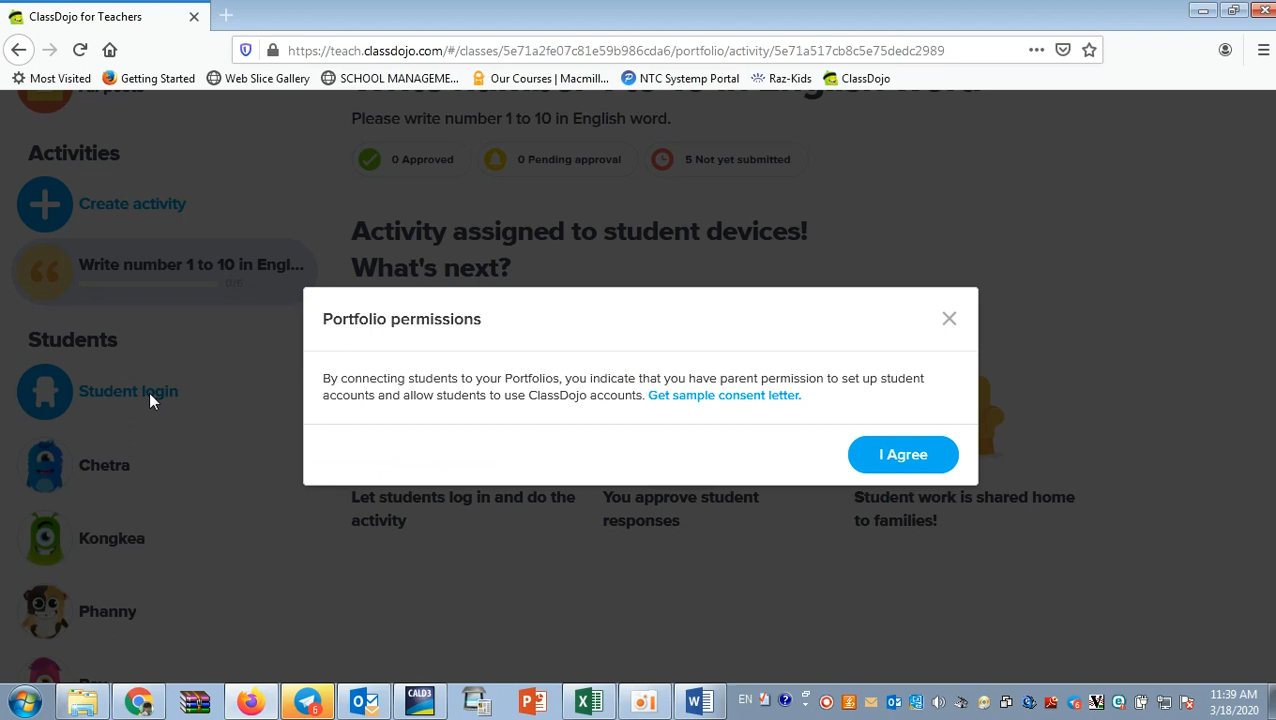 ClassDojo for Teachers
https://teach.classdojo.com/#/classes/5e71a2fe07c81e59b986cda6/portfolio/activity/5e71a517cb8c5e75dedc2989
Most Visited Getting Started Web Slice Gallery SCHOOL MANAGEME... Our Courses | Macmill... NTC Systemp Portal Raz-Kids ClassDojo
Please write number 1 to 10 in English word.
0 Approved 0 Pending approval 5 Not yet submitted
Activities
Create activity
Write number 1 to 10 in Engl...
0/5
Activity assigned to student devices!
What's next?
Portfolio permissions
By connecting students to your Portfolios, you indicate that you have parent permission to set up student
accounts and allow students to use ClassDojo accounts. Get sample consent letter.
I Agree
Students
Student login
Chetra
Kongkea
Phanny
Let students log in and do the
activity
You approve student
responses
Student work is shared home
to families!
CALD3
EN
11:39 AM
3/18/2020